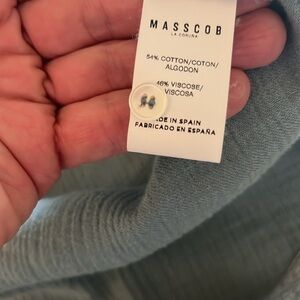 MASSCOB
LA CORUÑA
54% COTTON/COTON/
ALGODON
46% VISCOSE/
VISCOSA
MADE IN SPAIN
FABRICADO EN ESPAÑA